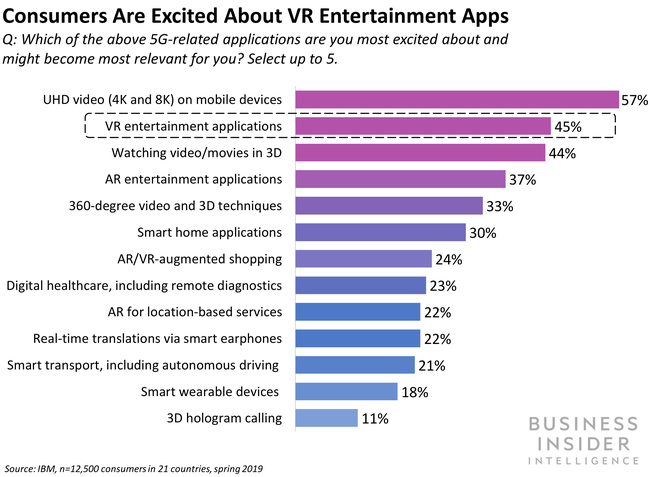 Consumers Are Excited About VR Entertainment Apps
Q: Which of the above 5G-related applications are you most excited about and
might become most relevant for you? Select up to 5.
UHD video (4K and 8K) on mobile devices 57%
VR entertainment applications 45%
Watching video/movies in 3D 44%
AR entertainment applications 37%
360-degree video and 3D techniques 33%
Smart home applications 30%
AR/VR-augmented shopping 24%
Digital healthcare, including remote diagnostics 23%
AR for location-based services 22%
Real-time translations via smart earphones 22%
Smart transport, including autonomous driving 21%
Smart wearable devices 18%
3D hologram calling 11%
BUSINESS
INSIDER
INTELLIGENCE
Source: IBM, n=12,500 consumers in 21 countries, spring 2019